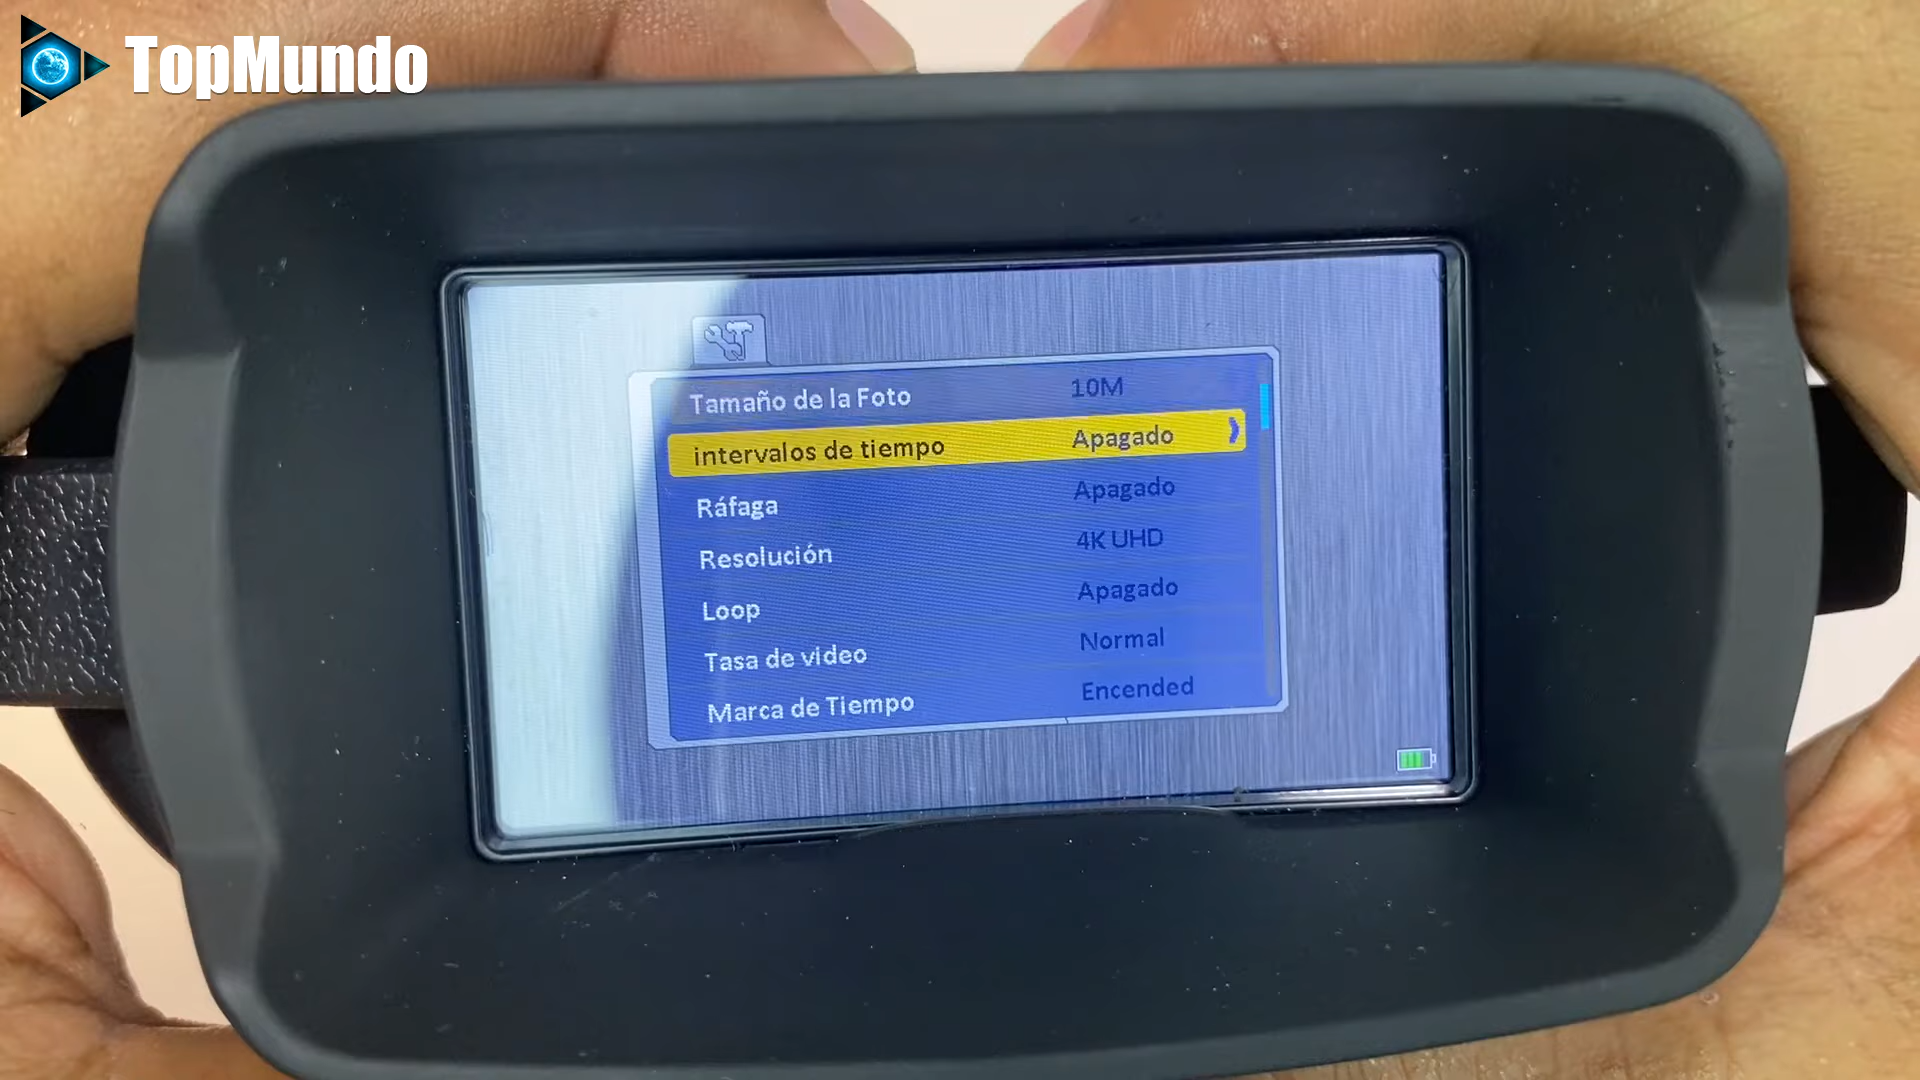 TopMundo
Tamaño de la Foto 10M
intervalos de tiempo Apagado
Ráfaga Apagado
Resolución 4K UHD
Loop Apagado
Tasa de video Normal
Marca de Tiempo Encended